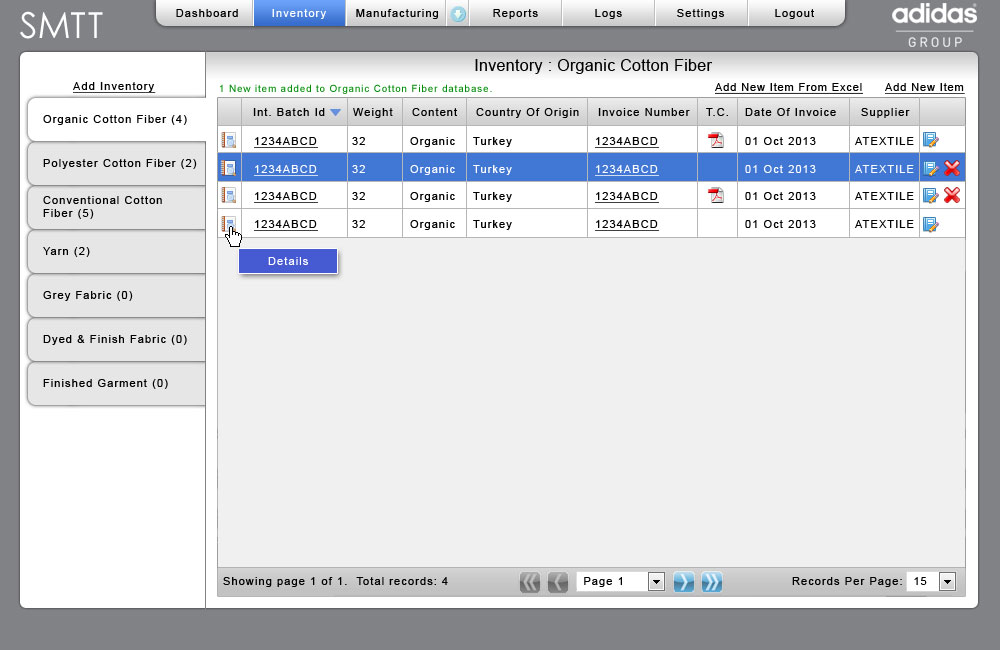 SMTT
Dashboard Inventory Manufacturing Reports Logs Settings Logout
adidas
GROUP
Inventory : Organic Cotton Fiber
Add Inventory
1 New item added to Organic Cotton Fiber database.
Add New Item From Excel Add New Item
Organic Cotton Fiber (4)
Polyester Cotton Fiber (2)
Conventional Cotton
Fiber (5)
Yarn (2)
Grey Fabric (0)
Dyed & Finish Fabric (0)
Finished Garment (0)
Int. Batch Id Weight Content Country Of Origin Invoice Number T.C. Date Of Invoice Supplier
1234ABCD 32 Organic Turkey 1234ABCD 01 Oct 2013 ATEXTILE
1234ABCD 32 Organic Turkey 1234ABCD 01 Oct 2013 ATEXTILE
1234ABCD 32 Organic Turkey 1234ABCD 01 Oct 2013 ATEXTILE
1234ABCD 32 Organic Turkey 1234ABCD 01 Oct 2013 ATEXTILE
Details
Showing page 1 of 1. Total records: 4 Page 1 Records Per Page: 15